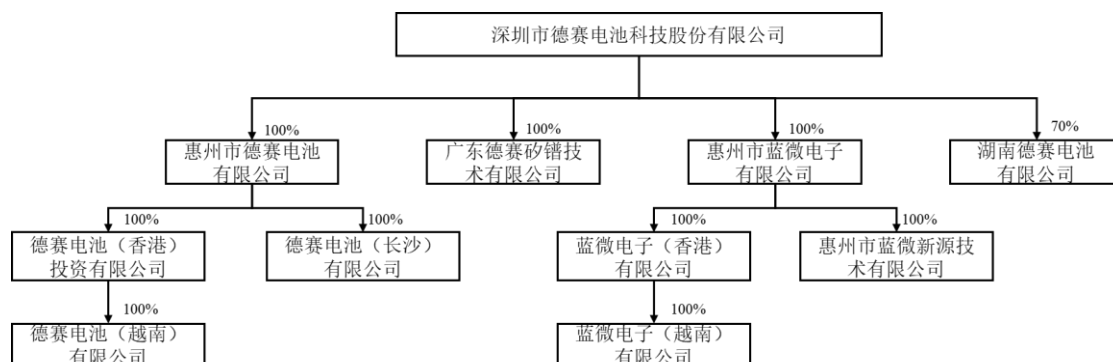 深圳市德赛电池科技股份有限公司
100%
100%
100%
70%
惠州市德赛电池
有限公司
广东德赛矽镨技
术有限公司
惠州市蓝微电子
有限公司
湖南德赛电池
有限公司
100%
100%
100%
100%
德赛电池（香港）
投资有限公司
德赛电池（长沙）
有限公司
蓝微电子（香港）
有限公司
惠州市蓝微新源技
术有限公司
100%
100%
德赛电池（越南）
有限公司
蓝微电子（越南）
有限公司